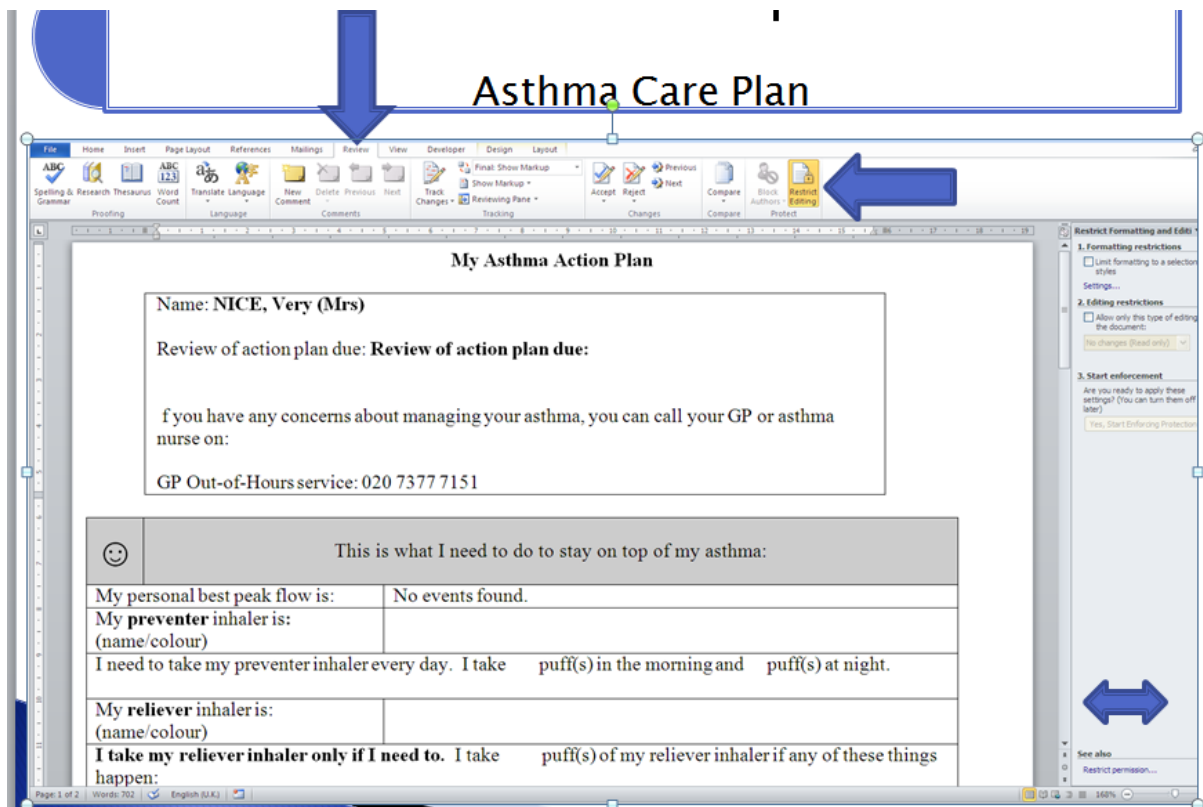 Asthma Care Plan
File Home Insert Page Layout References Mailings Review View Developer Design Layout
ABC Spelling & Grammar
Research
Thesaurus
ABC 123 Word Count
Translate
Language
New Comment
Delete
Previous
Next
Track Changes
Final: Show Markup
Show Markup
Reviewing Pane
Accept
Reject
Previous
Next
Compare
Block Authors
Restrict Editing
Proofing Language Comments Tracking Changes Compare Protect
My Asthma Action Plan
Name: NICE, Very (Mrs)
Review of action plan due: Review of action plan due:
f you have any concerns about managing your asthma, you can call your GP or asthma
nurse on:
GP Out-of-Hours service: 020 7377 7151
This is what I need to do to stay on top of my asthma:
My personal best peak flow is: No events found.
My preventer inhaler is:
(name/colour)
I need to take my preventer inhaler every day. I take puff(s) in the morning and puff(s) at night.
My reliever inhaler is:
(name/colour)
I take my reliever inhaler only if I need to. I take puff(s) of my reliever inhaler if any of these things
happen:
Restrict Formatting and Editi
1. Formatting restrictions
Limit formatting to a selection
styles
Settings...
2. Editing restrictions
Allow only this type of editing
the document:
No changes (Read only)
3. Start enforcement
Are you ready to apply these
settings? (You can turn them off
later)
Yes, Start Enforcing Protection
See also
Restrict permission...
Page: 1 of 2 Words: 702 English (U.K.) 168%